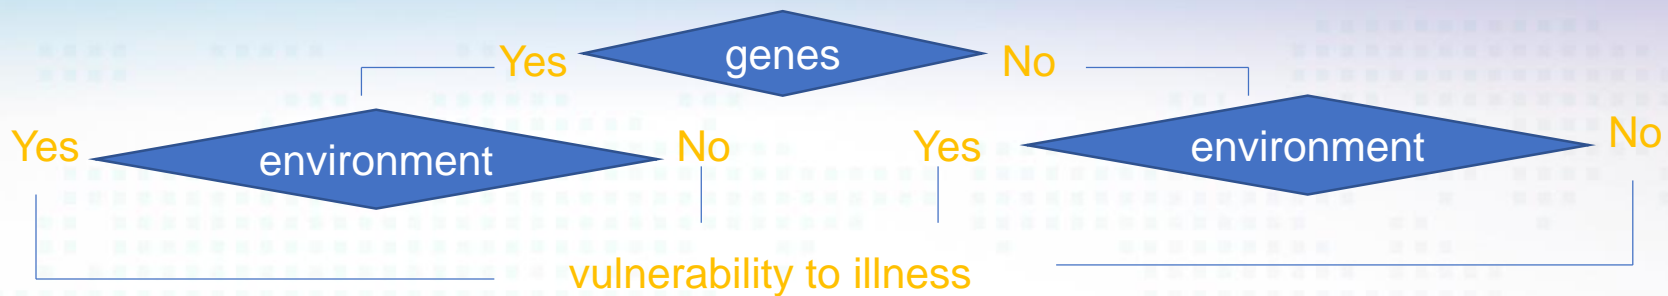 Yes genes No
Yes environment No Yes environment No
vulnerability to illness